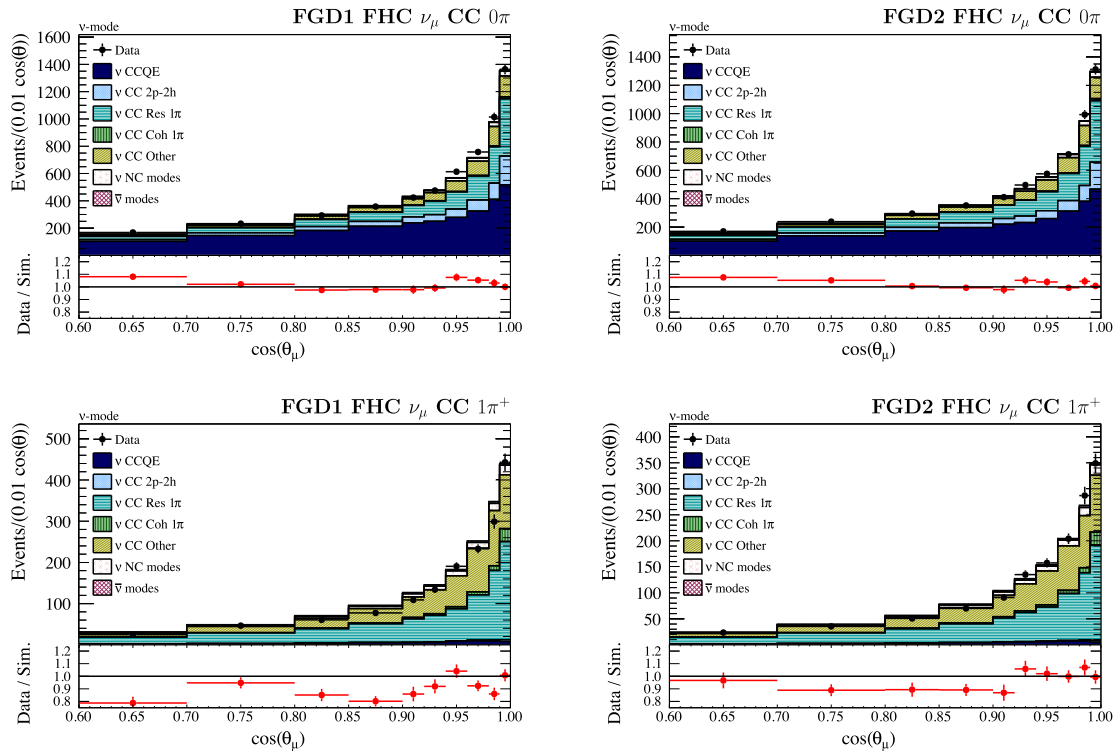 FGD1 FHC νμ CC 0π
ν-mode
Events/(0.01 cos(θ))
1600
1400
1200
1000
800
600
400
200
Data
ν CCQE
ν CC 2p-2h
ν CC Res 1π
ν CC Coh 1π
ν CC Other
ν NC modes
ν̅ modes
Data / Sim.
1.2
1.1
1.0
0.9
0.8
0.60 0.65 0.70 0.75 0.80 0.85 0.90 0.95 1.00
cos(θμ)
FGD2 FHC νμ CC 0π
ν-mode
Events/(0.01 cos(θ))
1400
1200
1000
800
600
400
200
Data
ν CCQE
ν CC 2p-2h
ν CC Res 1π
ν CC Coh 1π
ν CC Other
ν NC modes
ν̅ modes
Data / Sim.
1.2
1.1
1.0
0.9
0.8
0.60 0.65 0.70 0.75 0.80 0.85 0.90 0.95 1.00
cos(θμ)
FGD1 FHC νμ CC 1π⁺
ν-mode
Events/(0.01 cos(θ))
500
400
300
200
100
Data
ν CCQE
ν CC 2p-2h
ν CC Res 1π
ν CC Coh 1π
ν CC Other
ν NC modes
ν̅ modes
Data / Sim.
1.2
1.1
1.0
0.9
0.8
0.60 0.65 0.70 0.75 0.80 0.85 0.90 0.95 1.00
cos(θμ)
FGD2 FHC νμ CC 1π⁺
ν-mode
Events/(0.01 cos(θ))
400
350
300
250
200
150
100
50
Data
ν CCQE
ν CC 2p-2h
ν CC Res 1π
ν CC Coh 1π
ν CC Other
ν NC modes
ν̅ modes
Data / Sim.
1.2
1.1
1.0
0.9
0.8
0.60 0.65 0.70 0.75 0.80 0.85 0.90 0.95 1.00
cos(θμ)